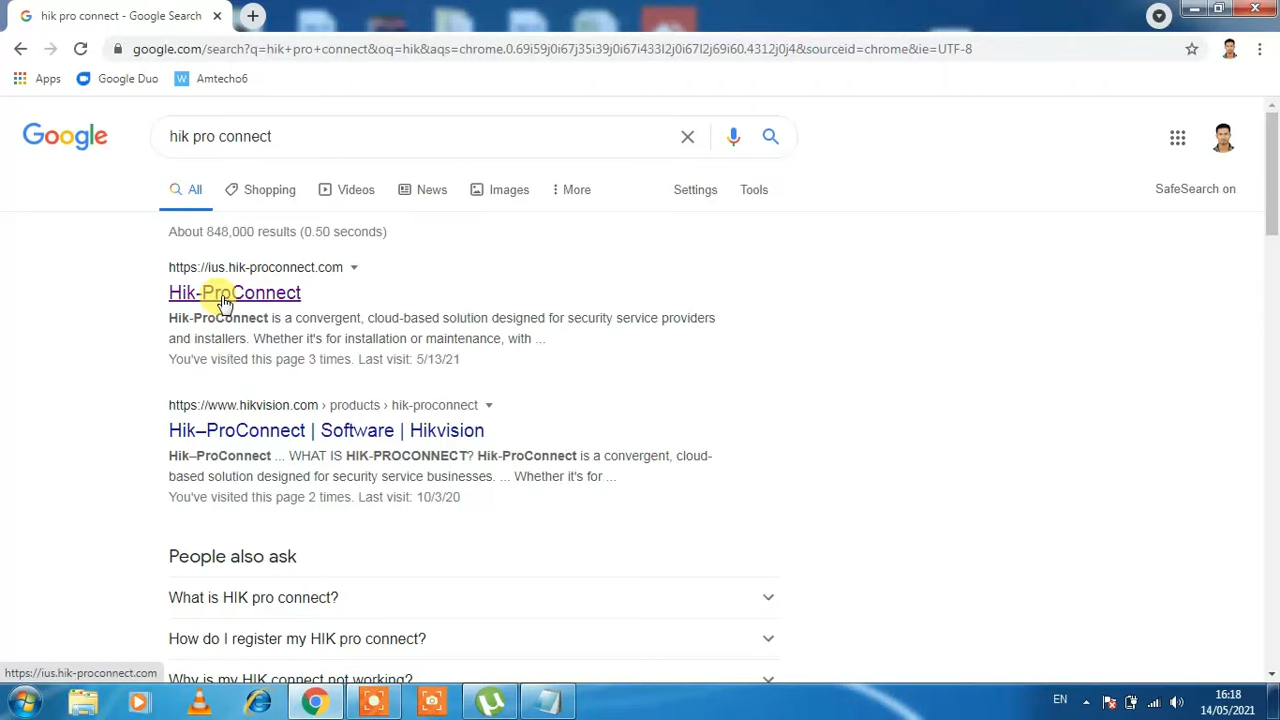 hik pro connect - Google Search
google.com/search?q=hik+pro+connect&oq=hik&aqs=chrome.0.69i59j0i67j35i39j0i67i433l2j0i67l2j69i60.4312j0j4&sourceid=chrome&ie=UTF-8
Apps Google Duo W Amtecho6
Google hik pro connect
All Shopping Videos News Images More Settings Tools SafeSearch on
About 848,000 results (0.50 seconds)
https://ius.hik-proconnect.com
Hik-ProConnect
Hik-ProConnect is a convergent, cloud-based solution designed for security service providers
and installers. Whether it's for installation or maintenance, with ...
You've visited this page 3 times. Last visit: 5/13/21
https://www.hikvision.com › products › hik-proconnect
Hik–ProConnect | Software | Hikvision
Hik–ProConnect ... WHAT IS HIK-PROCONNECT? Hik-ProConnect is a convergent, cloud-
based solution designed for security service businesses. ... Whether it's for ...
You've visited this page 2 times. Last visit: 10/3/20
People also ask
What is HIK pro connect?
How do I register my HIK pro connect?
Why is my HIK connect not working?
https://ius.hik-proconnect.com
EN 16:18
14/05/2021